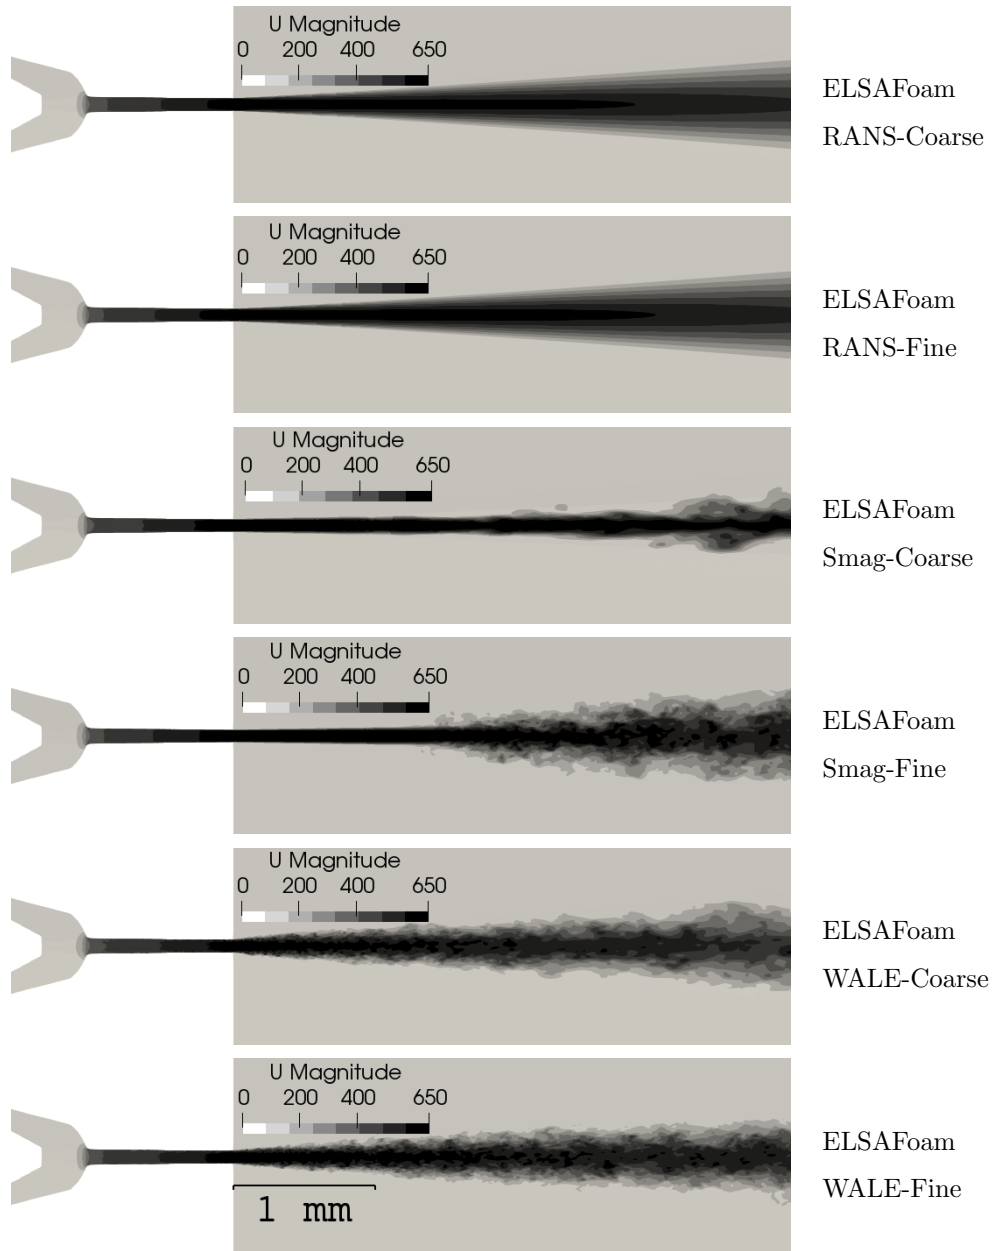 U Magnitude
0 200 400 650
ELSAFoam
RANS-Coarse
U Magnitude
0 200 400 650
ELSAFoam
RANS-Fine
U Magnitude
0 200 400 650
ELSAFoam
Smag-Coarse
U Magnitude
0 200 400 650
ELSAFoam
Smag-Fine
U Magnitude
0 200 400 650
ELSAFoam
WALE-Coarse
U Magnitude
0 200 400 650
ELSAFoam
WALE-Fine
1 mm